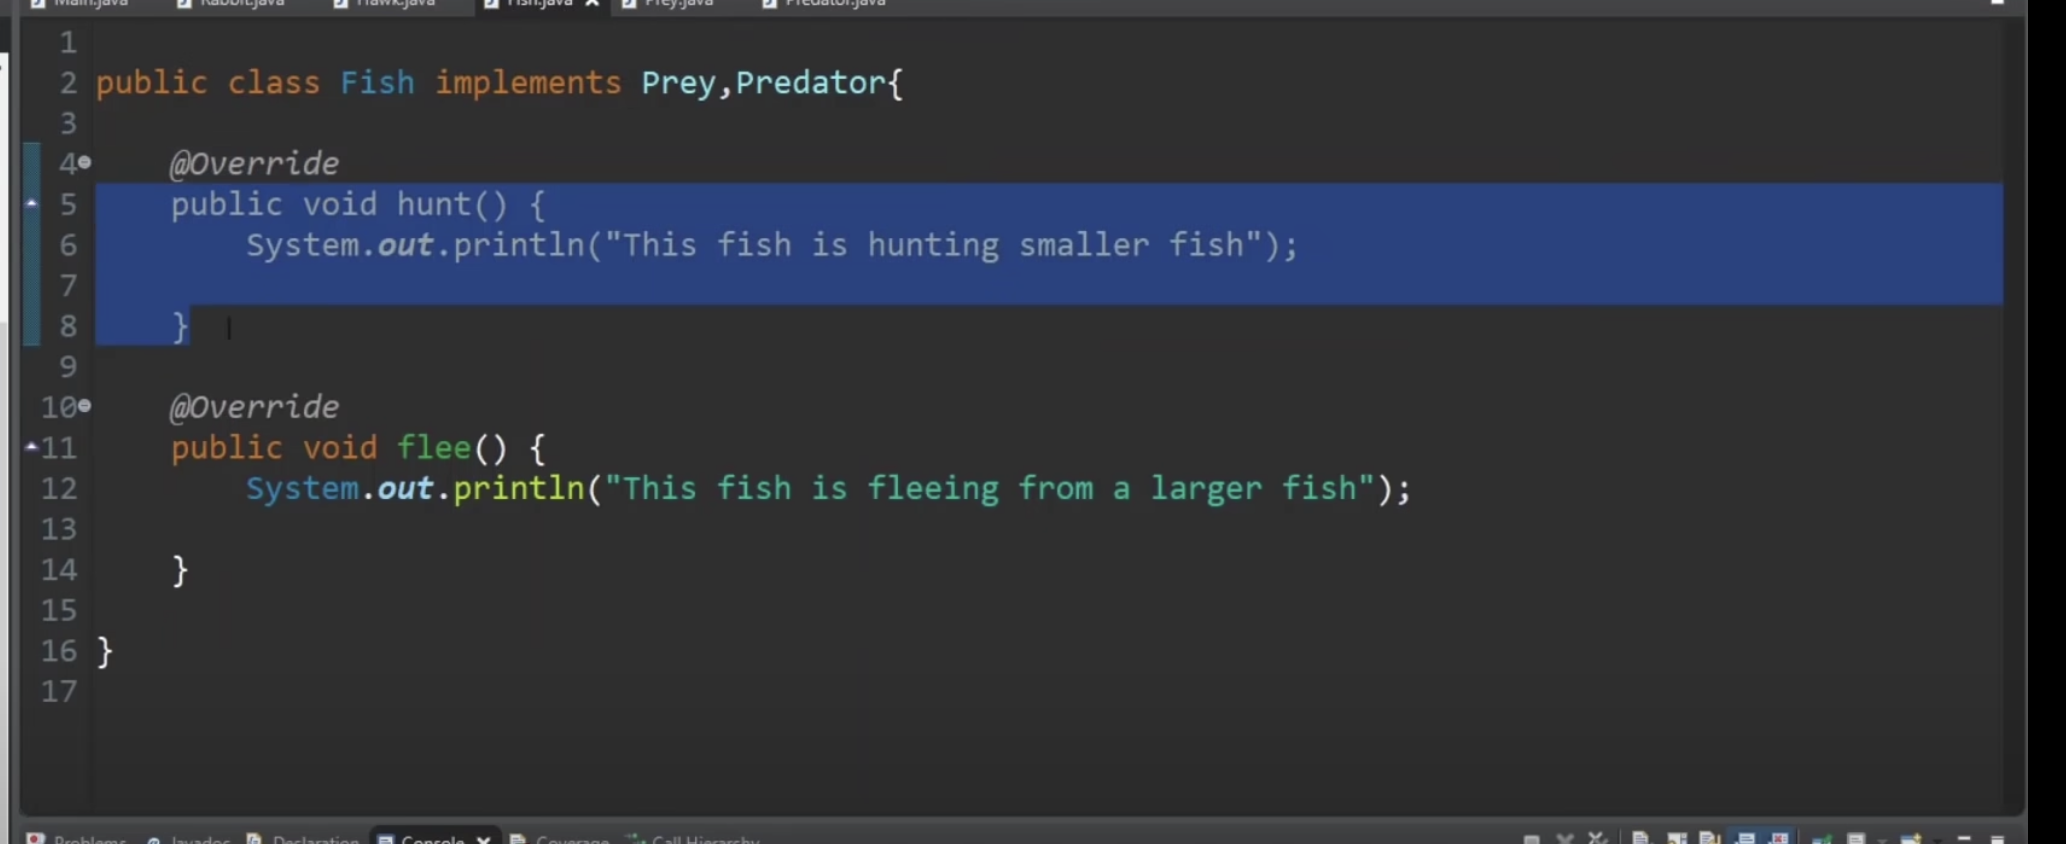 Main.java Rabbit.java Hawk.java Fish.java Prey.java Predator.java
1
2 public class Fish implements Prey,Predator{
3
4 @Override
5 public void hunt() {
6 System.out.println("This fish is hunting smaller fish");
7
8 }
9
10 @Override
11 public void flee() {
12 System.out.println("This fish is fleeing from a larger fish");
13
14 }
15
16 }
17
Problems Javadoc Declaration Console Coverage Call Hierarchy